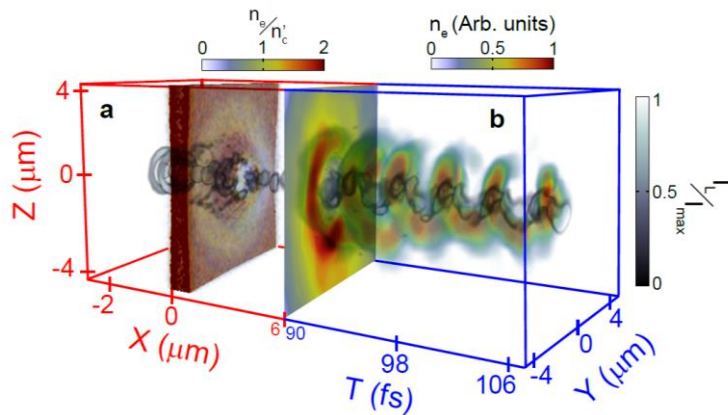 n_e/n_c'
0 1 2
n_e (Arb. units)
0 0.5 1
a
b
4
0
-4
Z (μm)
-2
0
6
X (μm)
90
98
106
T (fs)
-4
0
4
Y (μm)
1
0.5
0
I_L/I_max